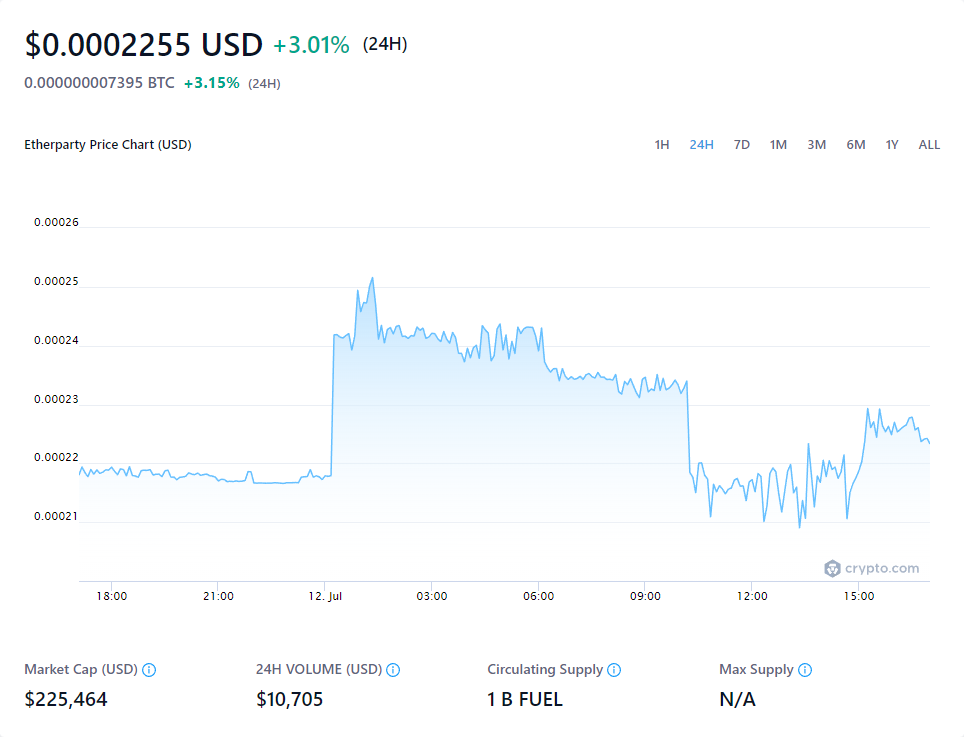 $0.0002255 USD +3.01% (24H)
0.000000007395 BTC +3.15% (24H)
Etherparty Price Chart (USD) 1H 24H 7D 1M 3M 6M 1Y ALL
0.00026
0.00025
0.00024
0.00023
0.00022
0.00021
crypto.com
18:00 21:00 12. Jul 03:00 06:00 09:00 12:00 15:00
Market Cap (USD) 24H VOLUME (USD) Circulating Supply Max Supply
$225,464 $10,705 1 B FUEL N/A